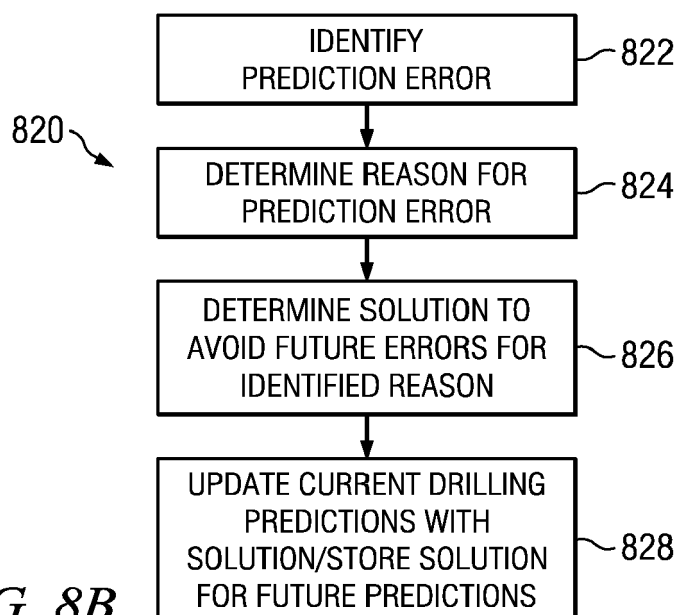 IDENTIFY
PREDICTION ERROR
822
820
DETERMINE REASON FOR
PREDICTION ERROR
824
DETERMINE SOLUTION TO
AVOID FUTURE ERRORS FOR
IDENTIFIED REASON
826
UPDATE CURRENT DRILLING
PREDICTIONS WITH
SOLUTION/STORE SOLUTION
FOR FUTURE PREDICTIONS
828
G. 8B